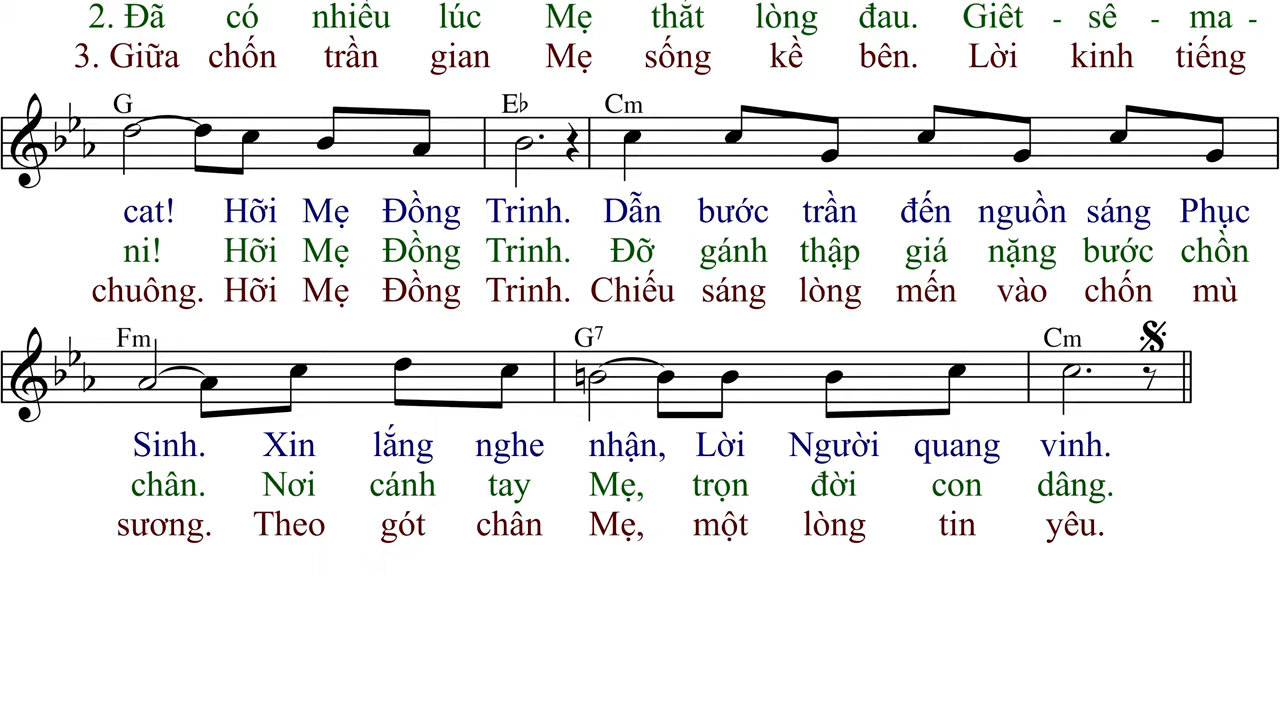 2. Đã có nhiều lúc Mẹ thắt lòng đau. Giêt - sê - ma -
3. Giữa chốn trần gian Mẹ sống kề bên. Lời kinh tiếng
G Eb Cm
cat! Hỡi Mẹ Đồng Trinh. Dẫn bước trần đến nguồn sáng Phục
ni! Hỡi Mẹ Đồng Trinh. Đỡ gánh thập giá nặng bước chồn
chuông. Hỡi Mẹ Đồng Trinh. Chiếu sáng lòng mến vào chốn mù
Fm G7 Cm
Sinh. Xin lắng nghe nhận, Lời Người quang vinh.
chân. Nơi cánh tay Mẹ, trọn đời con dâng.
sương. Theo gót chân Mẹ, một lòng tin yêu.